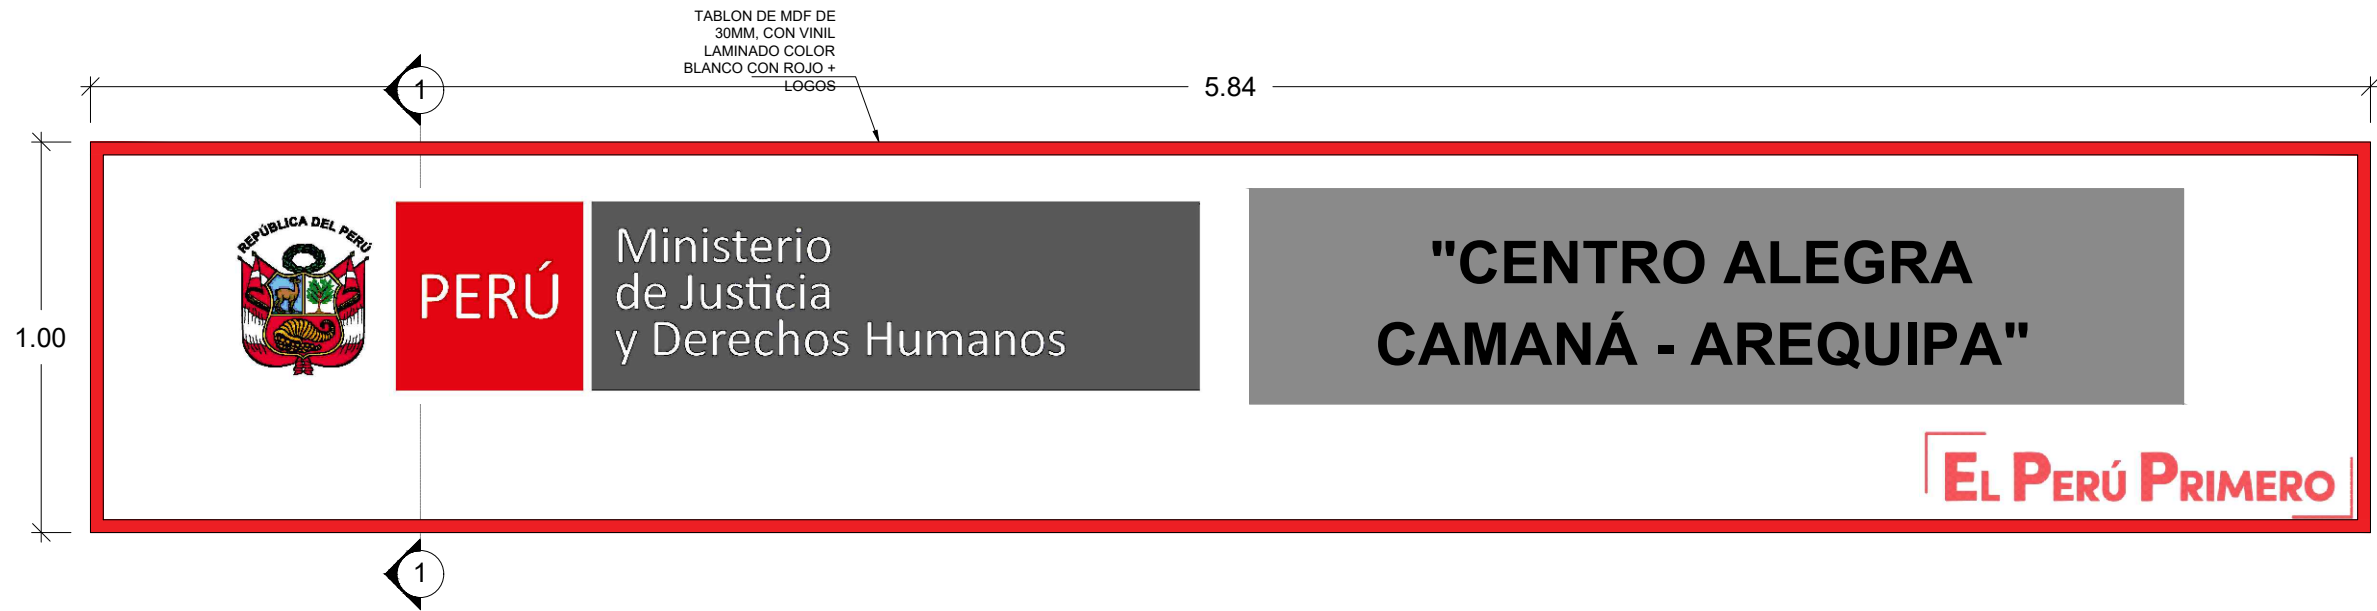 TABLON DE MDF DE
30MM, CON VINIL
LAMINADO COLOR
BLANCO CON ROJO +
LOGOS
1
5.84
1.00
REPÚBLICA DEL PERÚ
PERÚ
Ministerio
de Justicia
y Derechos Humanos
"CENTRO ALEGRA
CAMANÁ - AREQUIPA"
EL PERÚ PRIMERO
1